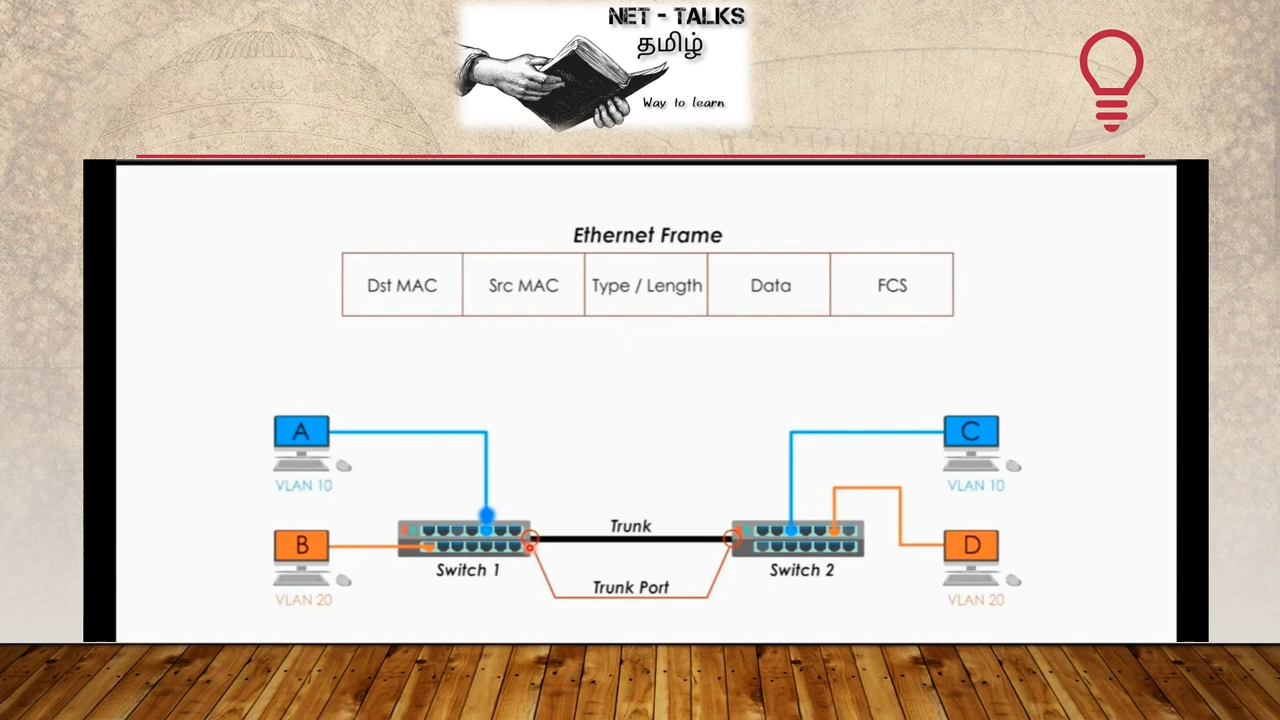 NET - TALKS
தமிழ்
Way to learn
Ethernet Frame
Dst MAC Src MAC Type / Length Data FCS
A
C
VLAN 10
VLAN 10
Trunk
B
D
Switch 1
Switch 2
Trunk Port
VLAN 20
VLAN 20